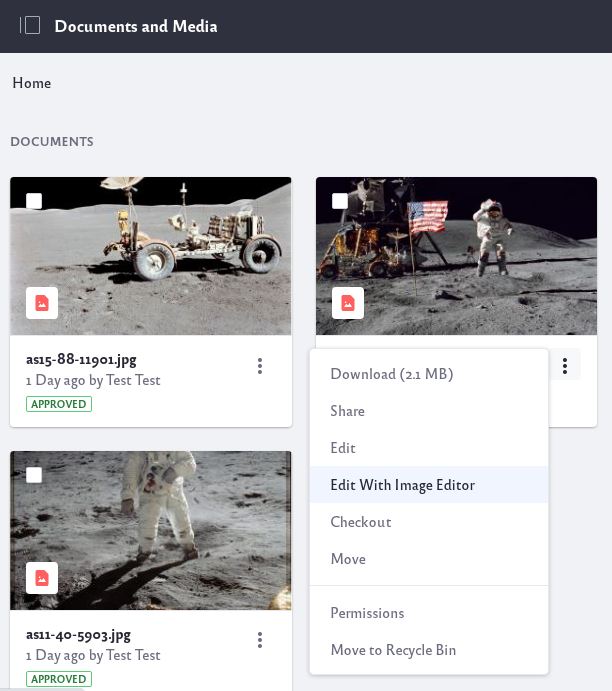 Documents and Media
Home
DOCUMENTS
as15-88-11901.jpg
1 Day ago by Test Test
APPROVED
Download (2.1 MB)
Share
Edit
Edit With Image Editor
Checkout
Move
Permissions
Move to Recycle Bin
as11-40-5903.jpg
1 Day ago by Test Test
APPROVED